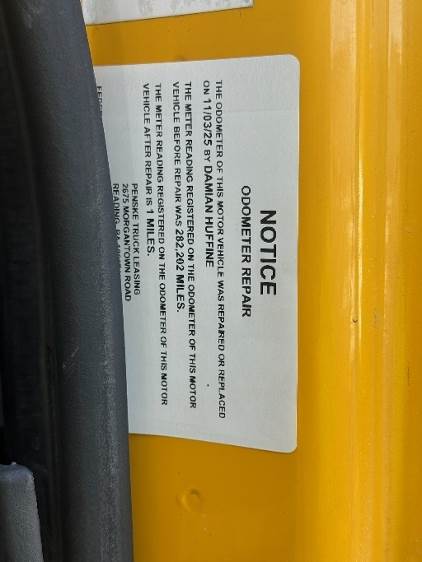 NOTICE
ODOMETER REPAIR
THE ODOMETER OF THIS MOTOR VEHICLE WAS REPAIRED OR REPLACED
ON 11/03/25 BY DAMIAN HUFFINE
THE METER READING REGISTERED ON THE ODOMETER OF THIS MOTOR
VEHICLE BEFORE REPAIR WAS 282,202 MILES.
THE METER READING REGISTERED ON THE ODOMETER OF THIS MOTOR
VEHICLE AFTER REPAIR IS 1 MILES.
PENSKE TRUCK LEASING
2675 MORGANTOWN ROAD
READING,